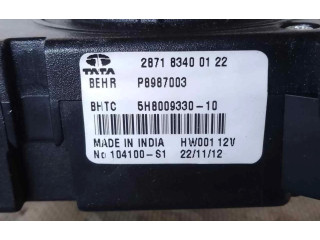 2871 8340 01 22
TATA
BEHR P8987003
BHTC 5H8009330-10
MADE IN INDIA HW001 12V
No 104100-S1 22/11/12